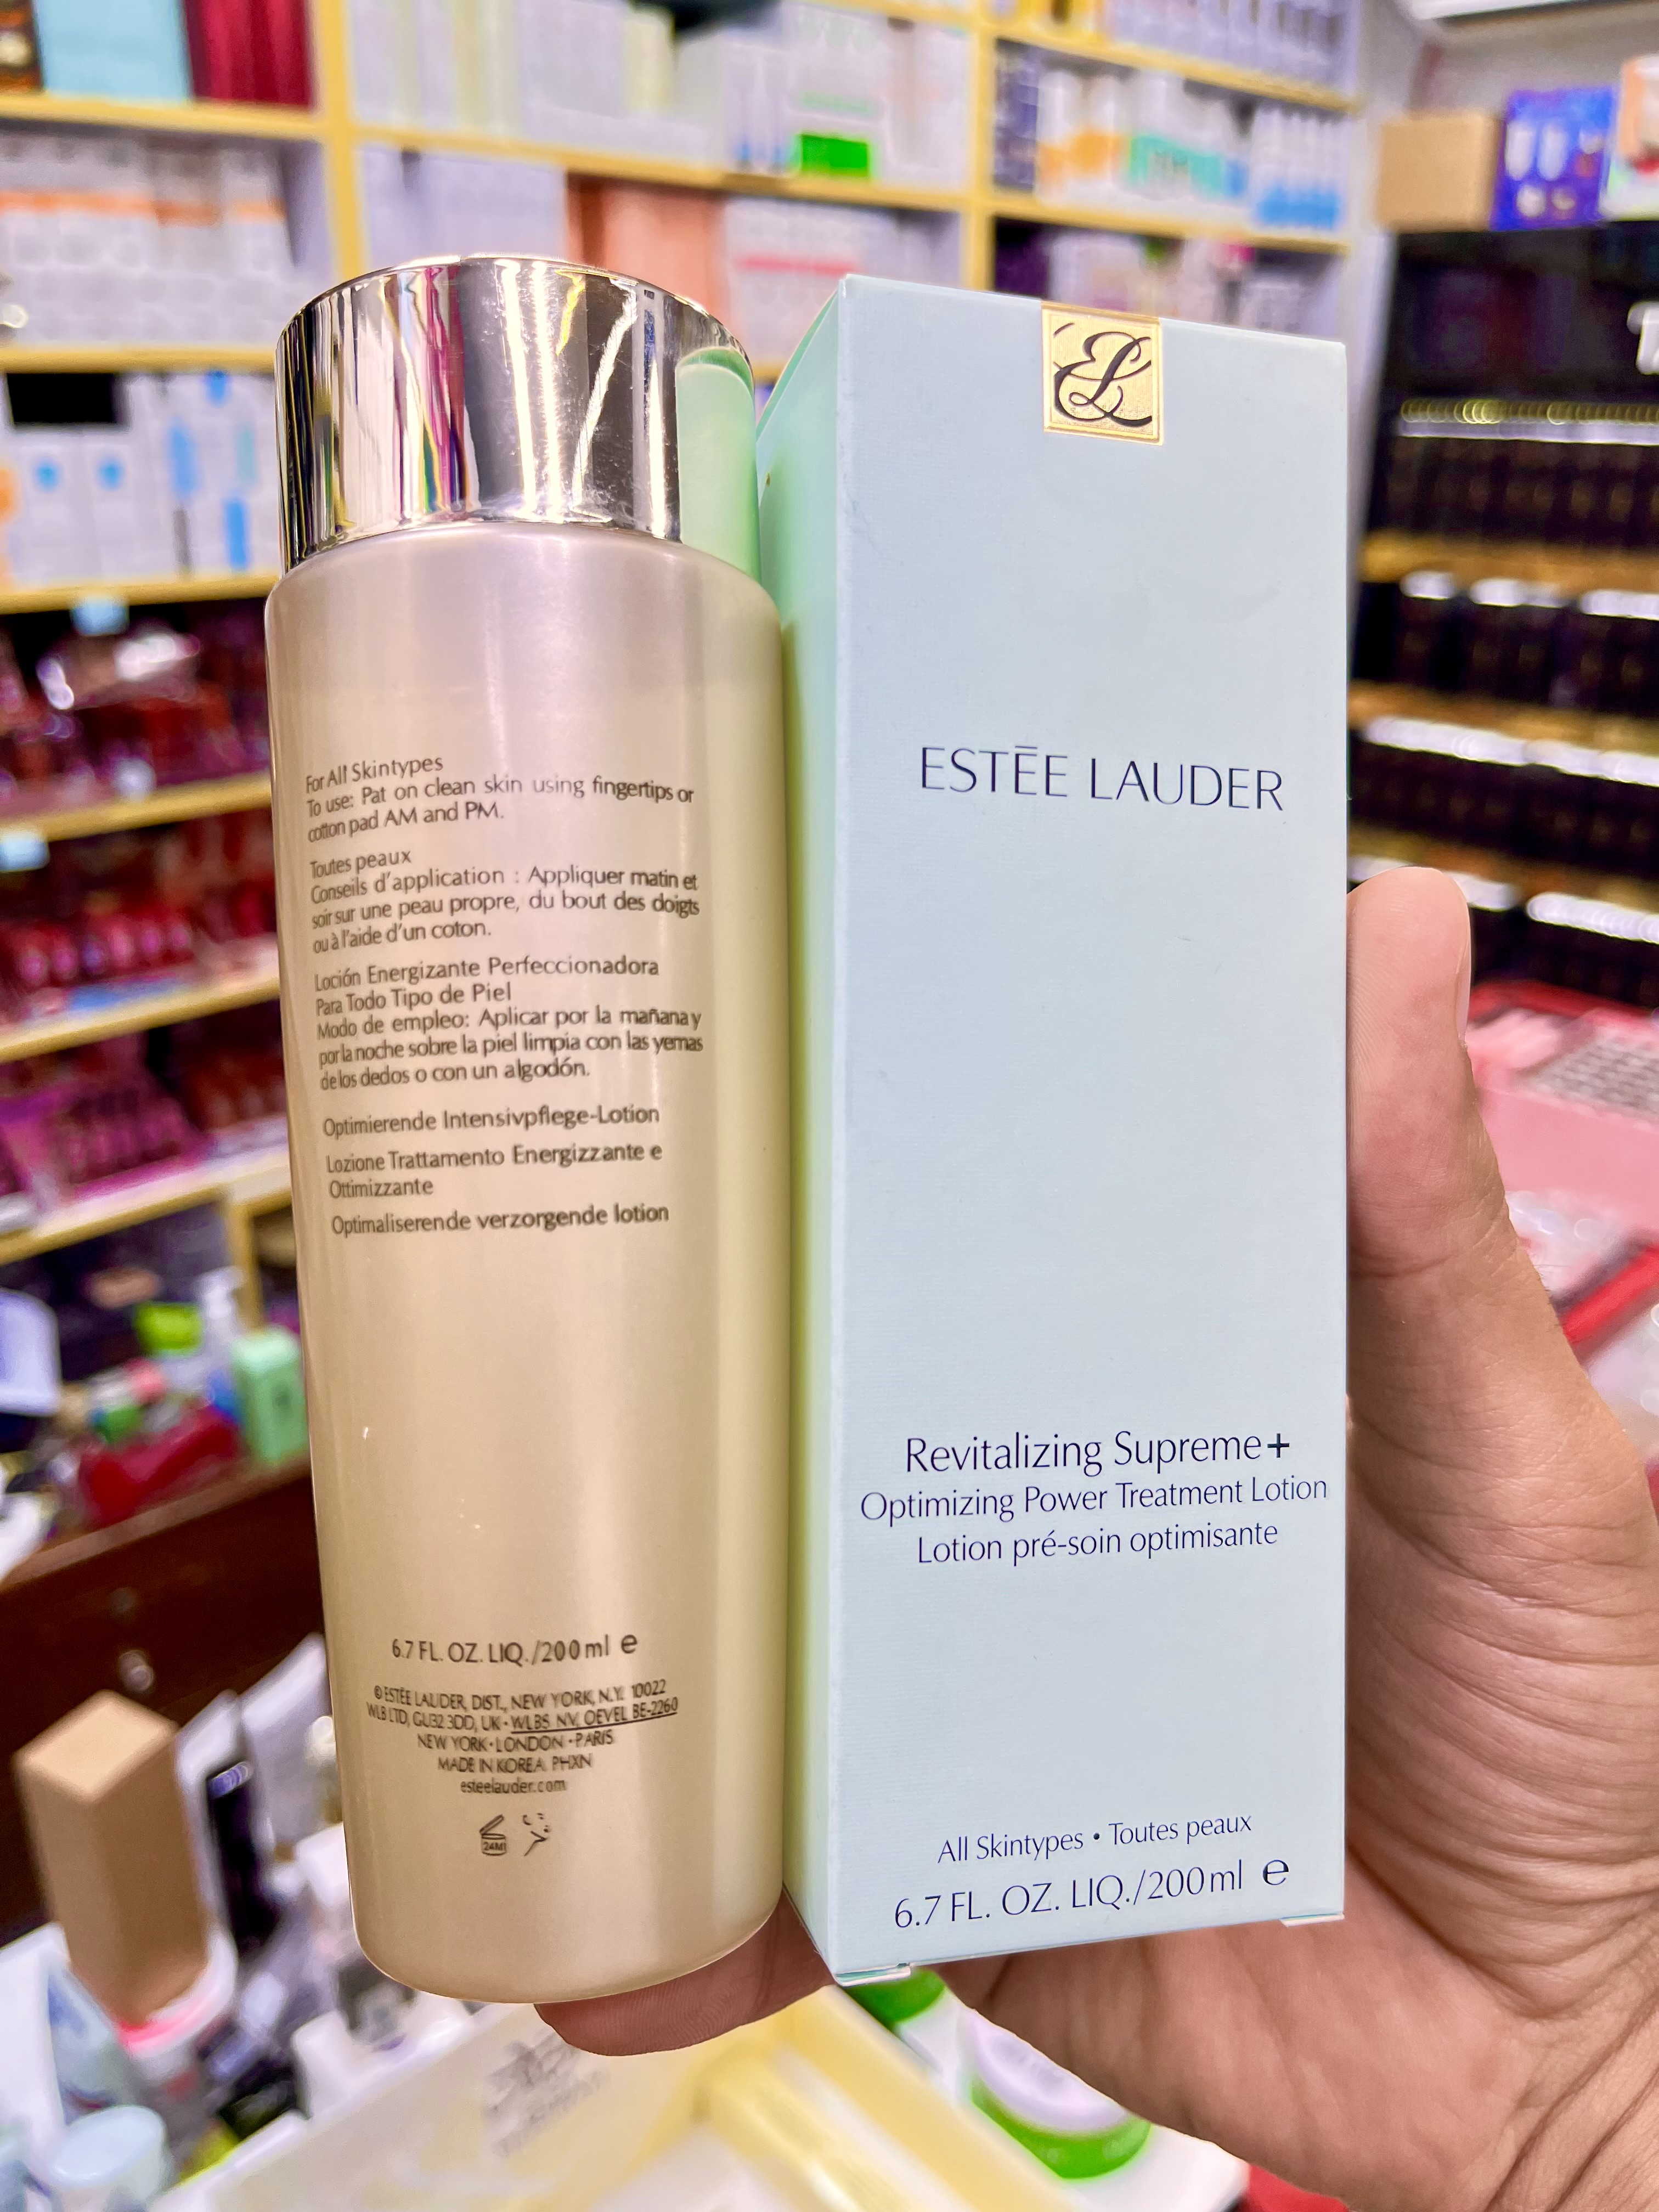 For All Skintypes
To use: Pat on clean skin using fingertips or
cotton pad AM and PM.
Toutes peaux
Conseils d'application : Appliquer matin et
soir sur une peau propre, du bout des doigts
ou à l'aide d'un coton.
Loción Energizante Perfeccionadora
Para Todo Tipo de Piel
Modo de empleo: Aplicar por la mañana y
por la noche sobre la piel limpia con las yemas
de los dedos o con un algodón.
Optimierende Intensivpflege-Lotion
Lozione Trattamento Energizzante e
Ottimizzante
Optimaliserende verzorgende lotion
6.7 FL. OZ. LIQ./200 ml e
© ESTĒE LAUDER, DIST., NEW YORK, N.Y. 10022
WLB LTD, GU32 3DD, UK • WLBS NV, OEVEL BE-2260
NEW YORK • LONDON • PARIS
MADE IN KOREA. PHXN
esteelauder.com
24M
EL
ESTĒE LAUDER
Revitalizing Supreme+
Optimizing Power Treatment Lotion
Lotion pré-soin optimisante
All Skintypes • Toutes peaux
6.7 FL. OZ. LIQ./200 ml e